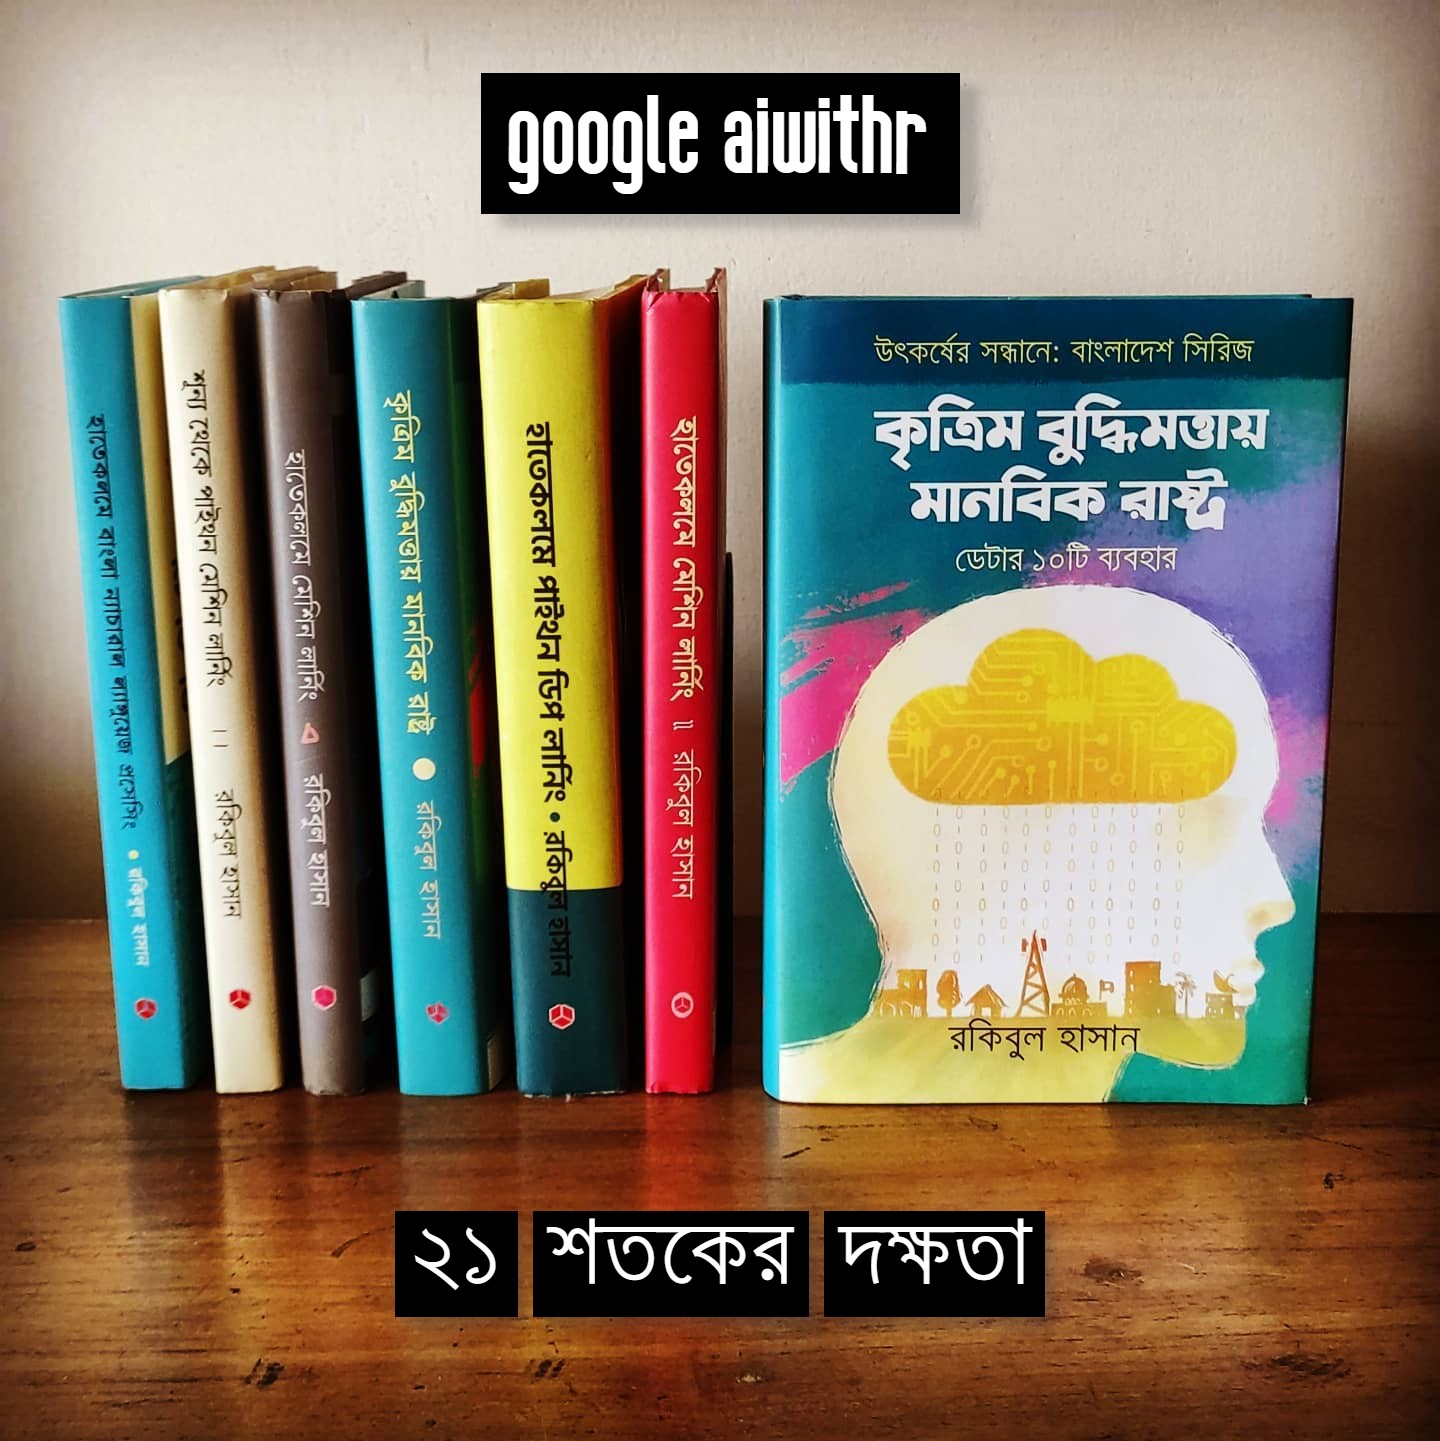 google aiwithr
হাতেকলমে বাংলা ন্যাচারাল ল্যাঙ্গুয়েজ প্রসেসিং • রকিবুল হাসান
শূন্য থেকে পাইথন মেশিন লার্নিং ।। রকিবুল হাসান
হাতেকলমে মেশিন লার্নিং রকিবুল হাসান
কৃত্রিম বুদ্ধিমত্তায় মানবিক রাষ্ট্র ● রকিবুল হাসান
হাতেকলমে পাইথন ডিপ লার্নিং • রকিবুল হাসান
হাতেকলমে মেশিন লার্নিং ॥ রকিবুল হাসান
উৎকর্ষের সন্ধানে: বাংলাদেশ সিরিজ
কৃত্রিম বুদ্ধিমত্তায়
মানবিক রাষ্ট্র
ডেটার ১০টি ব্যবহার
রকিবুল হাসান
২১ শতকের দক্ষতা